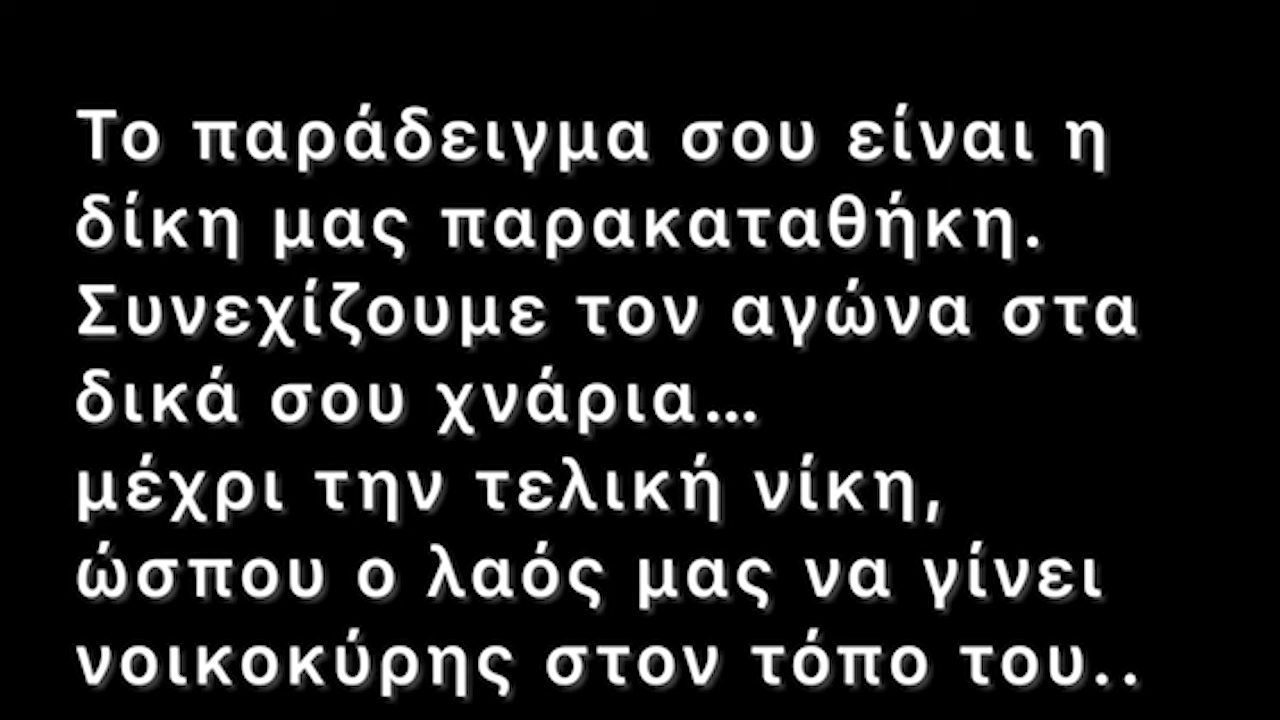 Το παράδειγμα σου είναι η
δίκη μας παρακαταθήκη.
Συνεχίζουμε τον αγώνα στα
δικά σου χνάρια...
μέχρι την τελική νίκη,
ώσπου ο λαός μας να γίνει
νοικοκύρης στον τόπο του..